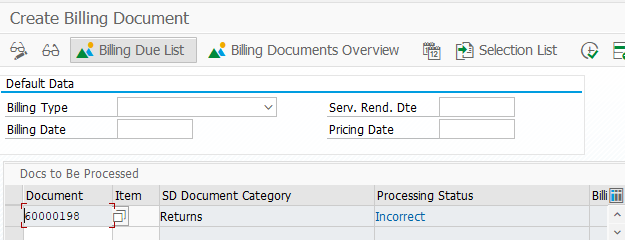 Create Billing Document
Billing Due List Billing Documents Overview 12 Selection List
Default Data
Billing Type Serv. Rend. Dte
Billing Date Pricing Date
Docs to Be Processed
Document Item SD Document Category Processing Status Billi
60000198 Returns Incorrect